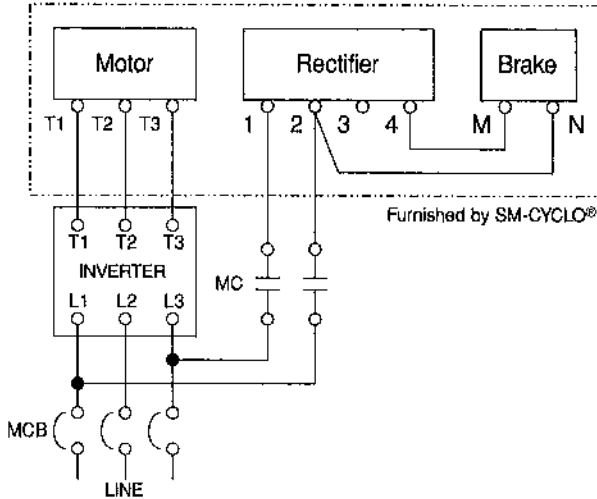 Motor Rectifier Brake
T1 T2 T3 1 2 3 4 M N
Furnished by SM-CYCLO®
T1 T2 T3
INVERTER
MC
L1 L2 L3
MCB
LINE